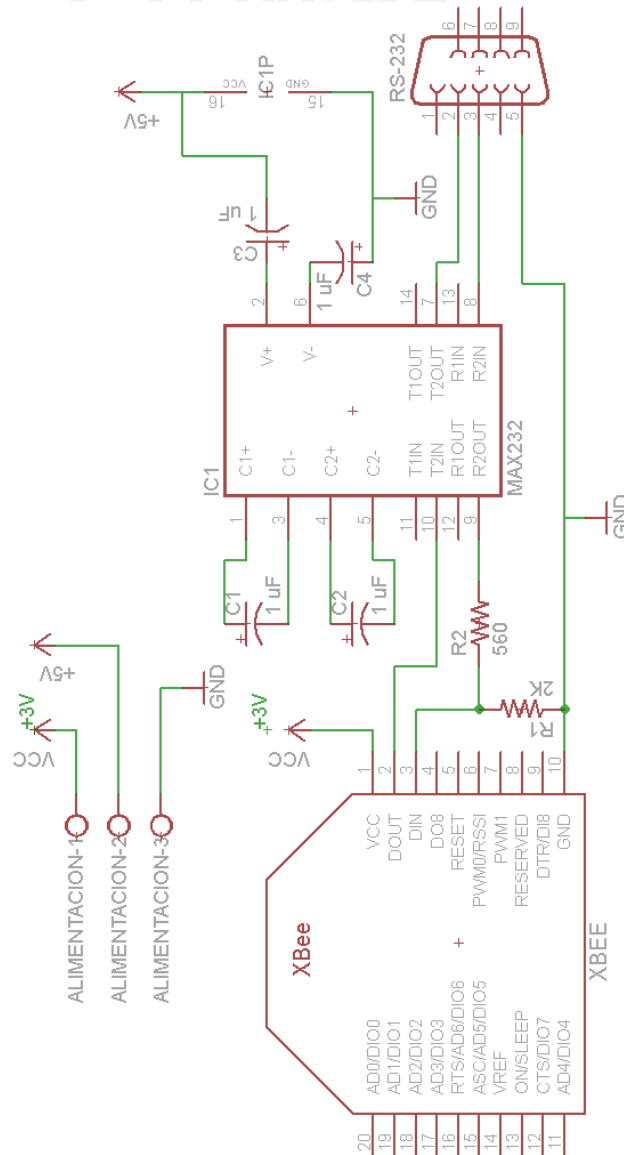 6
7
8
9
RS-232
1
2
3
4
5
+5V
16
VCC
IC1P
GND
15
GND
1 uF
C3
1 uF
C4
2
6
14
7
13
8
V+
V-
T1OUT
T2OUT
R1IN
R2IN
IC1
MAX232
C1+
C1-
C2+
C2-
T1IN
T2IN
R1OUT
R2OUT
1
3
4
5
11
10
12
9
GND
C1
1 uF
C2
1 uF
R2
560
2K
R1
+5V
+3V
VCC
GND
+3V
VCC
ALIMENTACION-1
ALIMENTACION-2
ALIMENTACION-3
1
2
3
4
5
6
7
8
9
10
VCC
DOUT
DIN
DO8
RESET
PWM0/RSSI
PWM1
RESERVED
DTR/DI8
GND
XBee
XBEE
AD0/DIO0
AD1/DIO1
AD2/DIO2
AD3/DIO3
RTS/AD6/DIO6
ASC/AD5/DIO5
VREF
ON/SLEEP
CTS/DIO7
AD4/DIO4
20
19
18
17
16
15
14
13
12
11